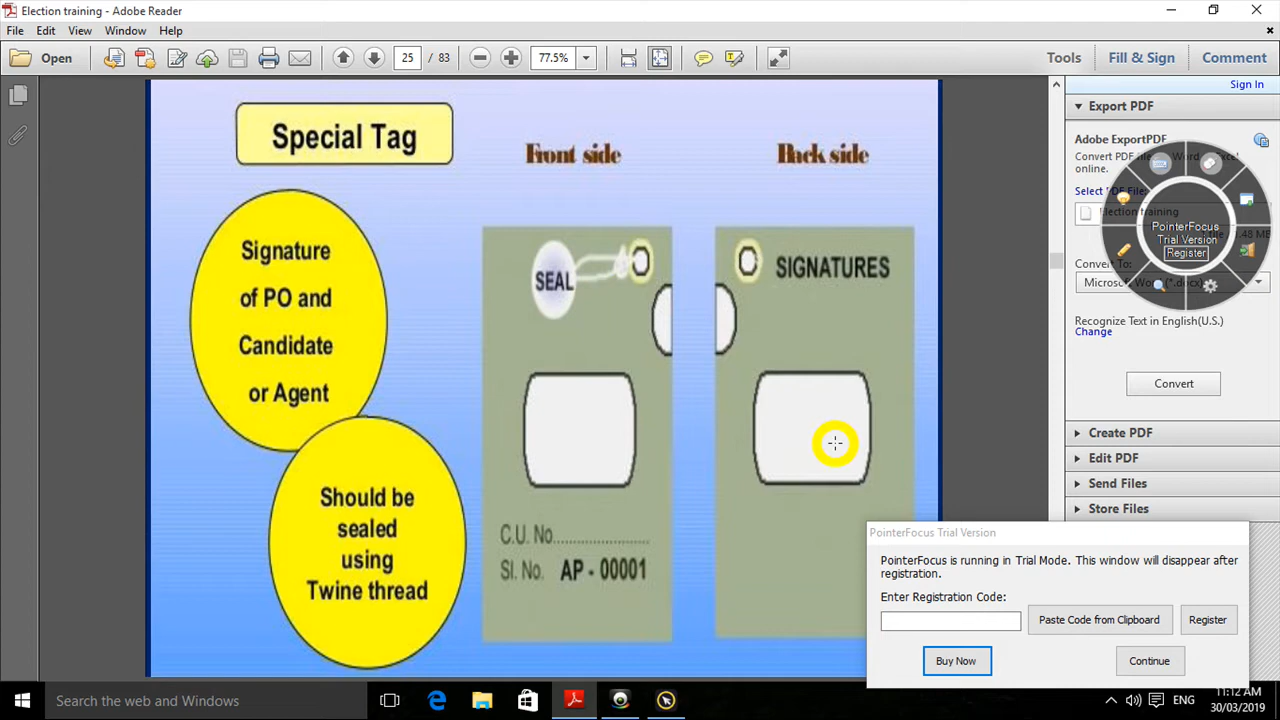 Election training - Adobe Reader
File Edit View Window Help
Open 25 / 83 77.5% Tools Fill & Sign Comment
Sign In
Export PDF
Adobe ExportPDF
Convert PDF
online.
Select PDF File:
Election training
Convert To:
Recognize Text in English(U.S.)
Change
Convert
Create PDF
Edit PDF
Send Files
Store Files
PointerFocus
Trial Version
Register
Special Tag
Front side
Back side
Signature
of PO and
Candidate
or Agent
Should be
sealed
using
Twine thread
SEAL
C.U. No
Sl. No. AP - 00001
SIGNATURES
PointerFocus Trial Version
PointerFocus is running in Trial Mode. This window will disappear after
registration.
Enter Registration Code:
Paste Code from Clipboard Register
Buy Now Continue
Search the web and Windows
ENG
11:12 AM
30/03/2019